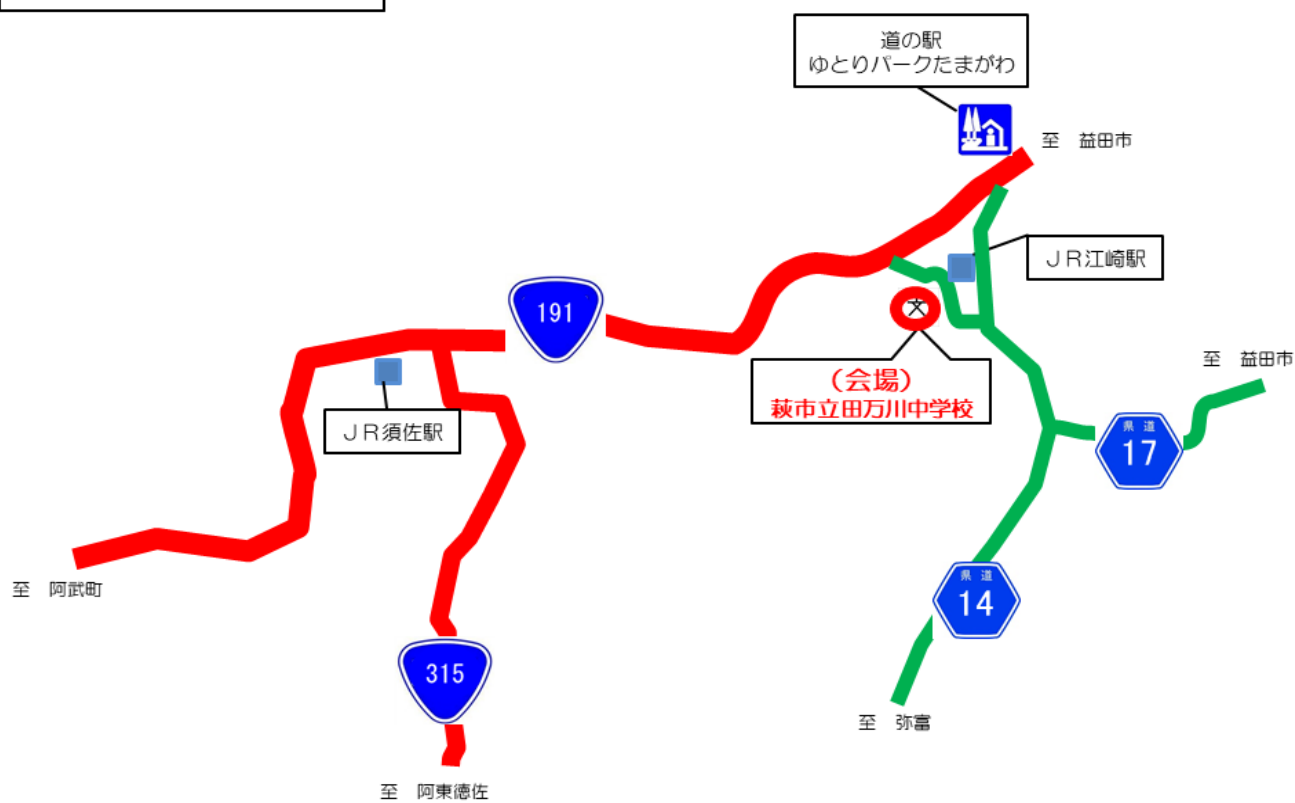 道の駅
ゆとりパークたまがわ
至　益田市
ＪＲ江崎駅
191
文
至　益田市
（会場）
萩市立田万川中学校
ＪＲ須佐駅
県道
17
至　阿武町
県道
14
315
至　弥富
至　阿東徳佐